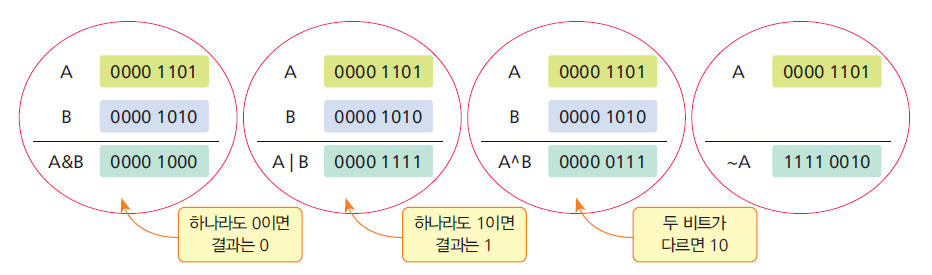 A 0000 1101
B 0000 1010
A&B 0000 1000
하나라도 0이면
결과는 0
A 0000 1101
B 0000 1010
A|B 0000 1111
하나라도 1이면
결과는 1
A 0000 1101
B 0000 1010
A^B 0000 0111
두 비트가
다르면 10
A 0000 1101
~A 1111 0010